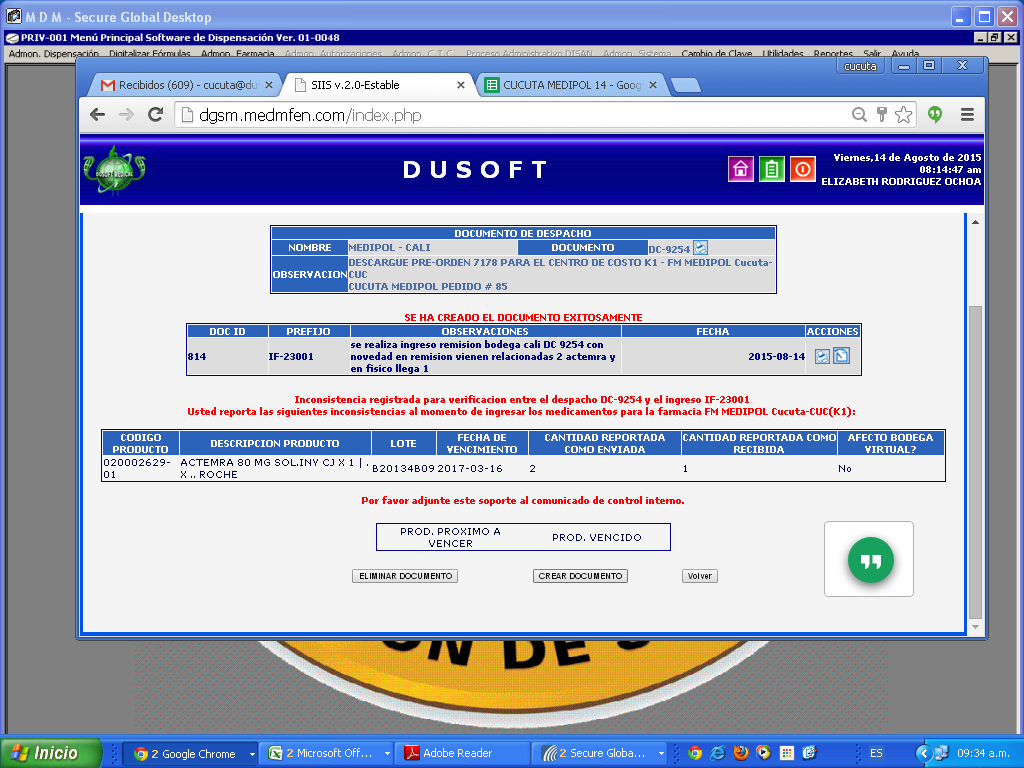 M D M - Secure Global Desktop
PRIV-001 Menú Principal Software de Dispensación Ver. 01-0048
Admon. Dispensación Digitalizar Fórmulas Admon. Farmacia Admon. Autorizaciones Admon. C.T.C. Proceso Administrativo DISAN Admon. Sistema Cambio de Clave Utilidades Reportes Salir Ayuda
cucuta
Recibidos (609) - cucuta@du
SIIS v.2.0-Estable
CUCUTA MEDIPOL 14 - Goog
dgsm.medmfen.com/index.php
DUSOFT MEDICAL
DUSOFT
Viernes,14 de Agosto de 2015
08:14:47 am
ELIZABETH RODRIGUEZ OCHOA
DOCUMENTO DE DESPACHO
NOMBRE MEDIPOL - CALI DOCUMENTO DC-9254
OBSERVACION DESCARGUE PRE-ORDEN 7178 PARA EL CENTRO DE COSTO K1 - FM MEDIPOL Cucuta-
CUC
CUCUTA MEDIPOL PEDIDO # 85
SE HA CREADO EL DOCUMENTO EXITOSAMENTE
DOC ID PREFIJO OBSERVACIONES FECHA ACCIONES
814 IF-23001 se realiza ingreso remision bodega cali DC 9254 con
novedad en remision vienen relacionadas 2 actemra y
en fisico llega 1
2015-08-14
Inconsistencia registrada para verificacion entre el despacho DC-9254 y el ingreso IF-23001
Usted reporta las siguientes inconsistencias al momento de ingresar los medicamentos para la farmacia FM MEDIPOL Cucuta-CUC(K1):
CODIGO PRODUCTO DESCRIPCION PRODUCTO LOTE FECHA DE VENCIMIENTO CANTIDAD REPORTADA COMO ENVIADA CANTIDAD REPORTADA COMO RECIBIDA AFECTO BODEGA VIRTUAL?
020002629-01 ACTEMRA 80 MG SOL.INY CJ X 1 | . X .. ROCHE B20134B09 2017-03-16 2 1 No
Por favor adjunte este soporte al comunicado de control interno.
PROD. PROXIMO A VENCER PROD. VENCIDO
ELIMINAR DOCUMENTO CREAR DOCUMENTO Volver
ON DE S
Inicio
2 Google Chrome
2 Microsoft Off...
Adobe Reader
2 Secure Globa...
ES
09:34 a.m.